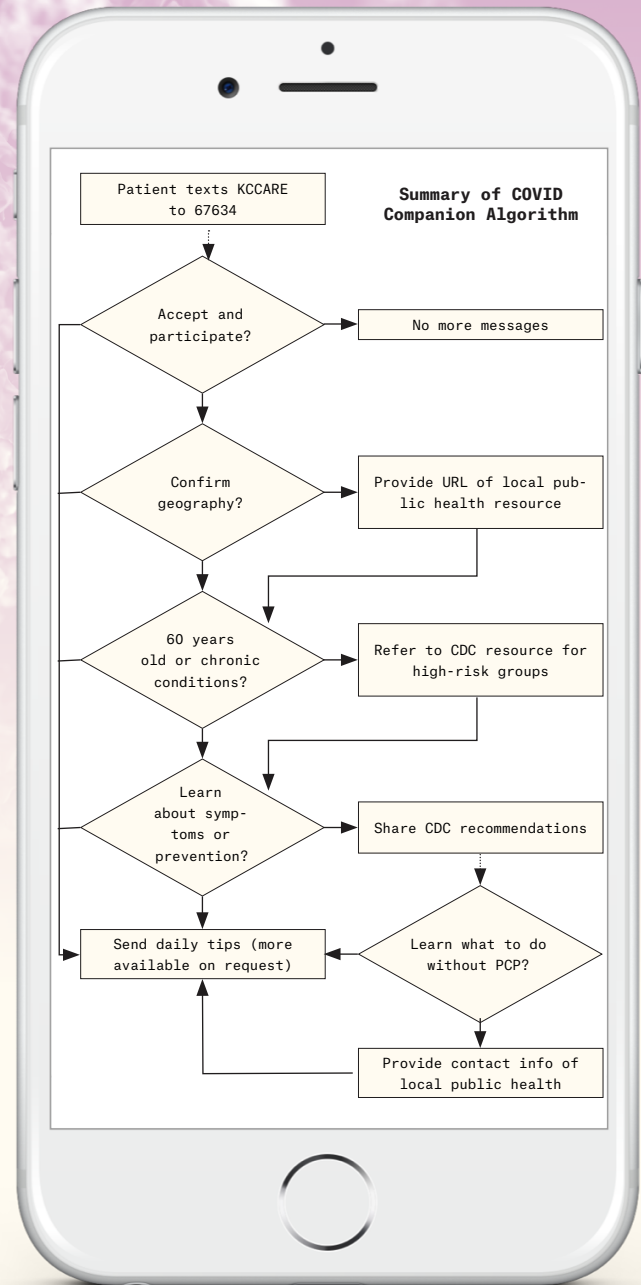 Patient texts KCCARE
to 67634
Summary of COVID
Companion Algorithm
Accept and
participate?
No more messages
Confirm
geography?
Provide URL of local pub-
lic health resource
60 years
old or chronic
conditions?
Refer to CDC resource for
high-risk groups
Learn
about symp-
toms or
prevention?
Share CDC recommendations
Send daily tips (more
available on request)
Learn what to do
without PCP?
Provide contact info of
local public health